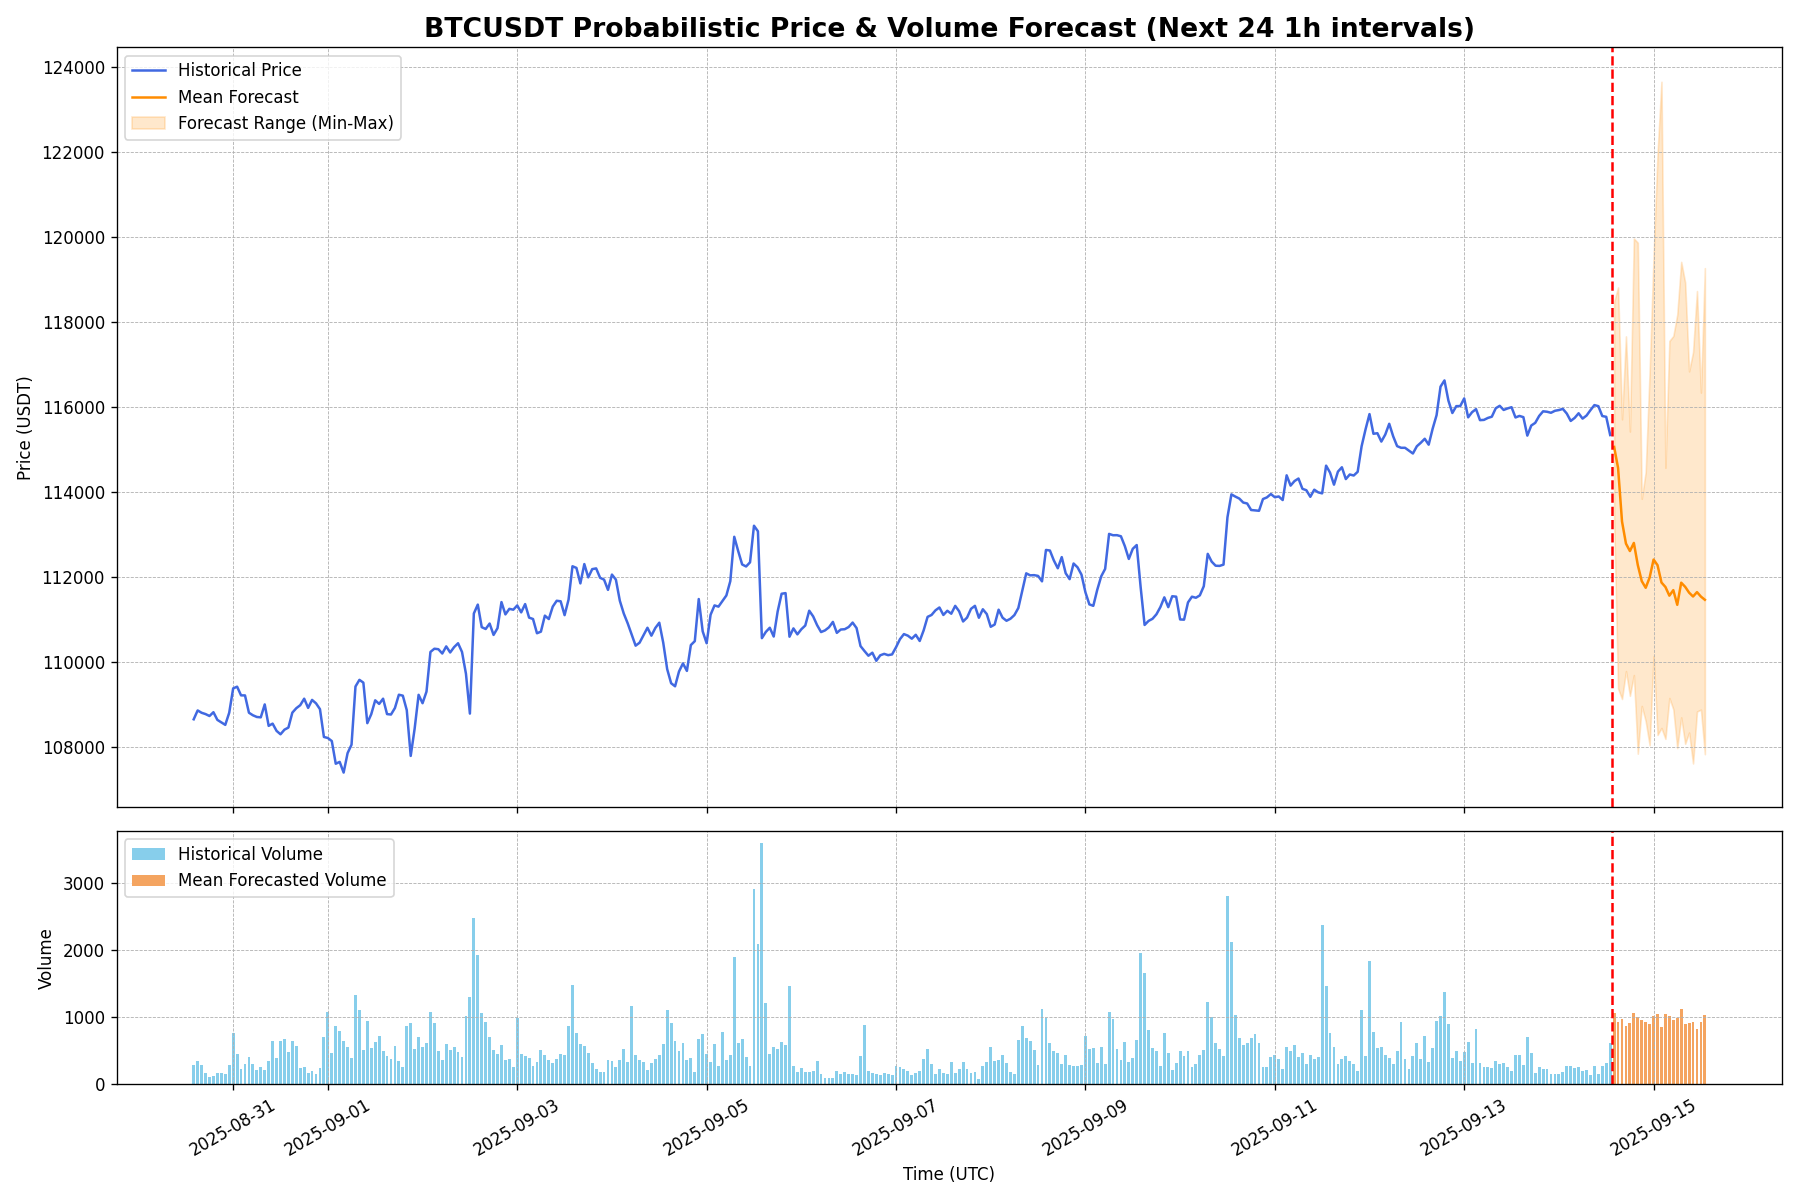 BTCUSDT Probabilistic Price & Volume Forecast (Next 24 1h intervals)
Historical Price
Mean Forecast
Forecast Range (Min-Max)
124000
122000
120000
118000
116000
114000
112000
110000
108000
Price (USDT)
Historical Volume
Mean Forecasted Volume
3000
2000
1000
0
Volume
2025-08-31
2025-09-01
2025-09-03
2025-09-05
2025-09-07
2025-09-09
2025-09-11
2025-09-13
2025-09-15
Time (UTC)